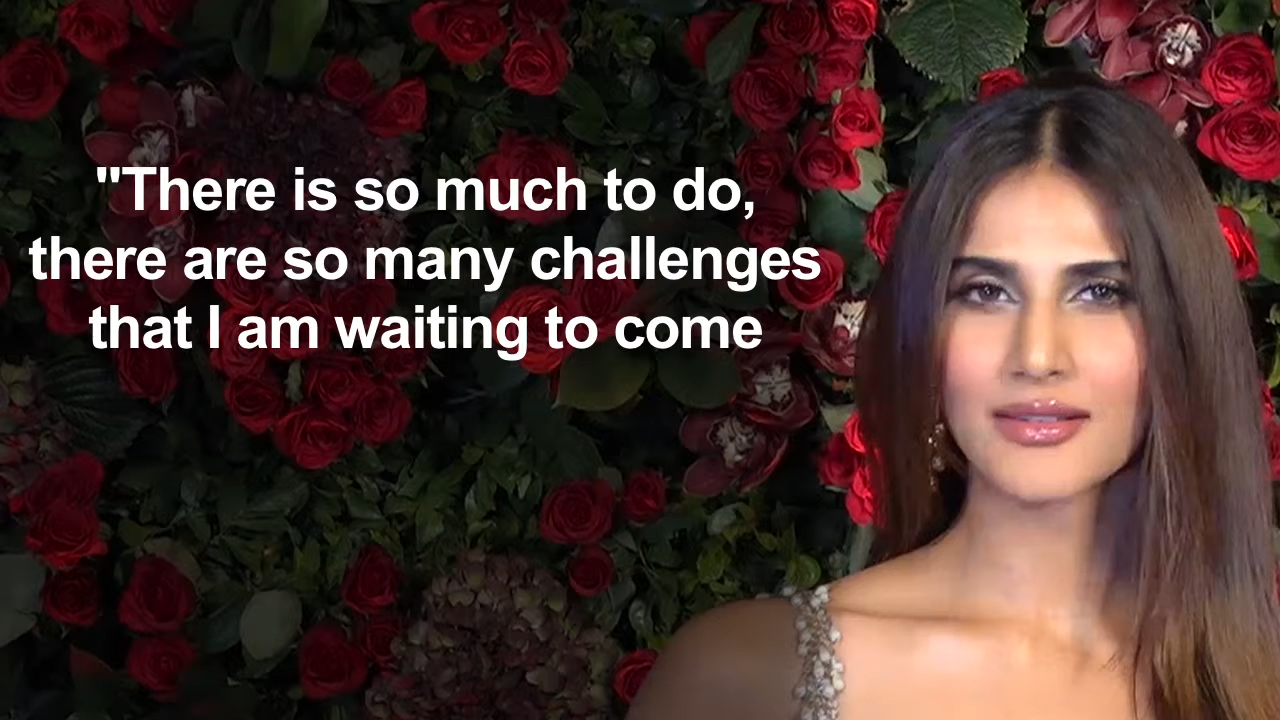 "There is so much to do,
there are so many challenges
that I am waiting to come